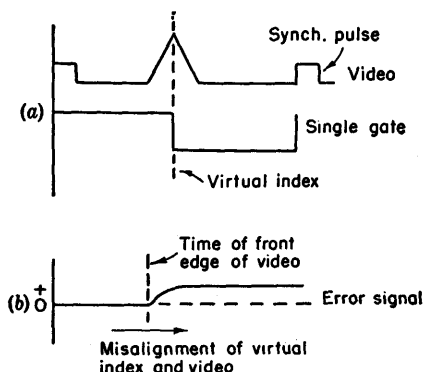 Synch. pulse
Video
(a)
Single gate
Virtual index
Time of front
edge of video
+
(b) 0
Error signal
Misalignment of virtual
index and video